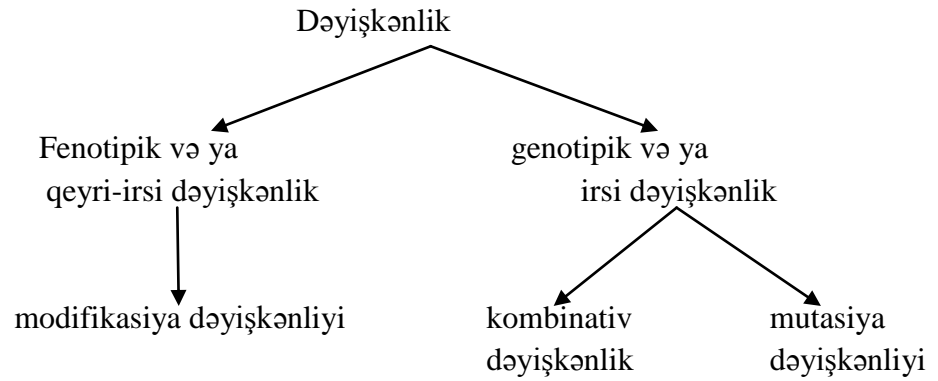 Dəyişkənlik
Fenotipik və ya
qeyri-irsi dəyişkənlik
genotipik və ya
irsi dəyişkənlik
modifikasiya dəyişkənliyi
kombinativ
dəyişkənlik
mutasiya
dəyişkənliyi